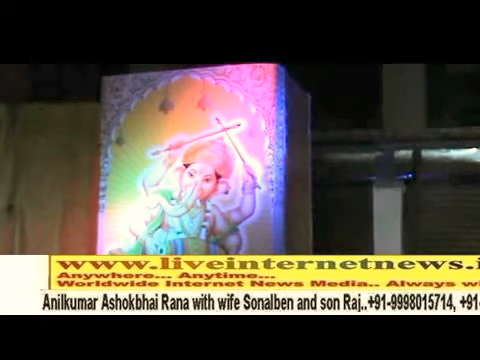 www.liveinternetnews.i
Anywhere... Anytime...
Worldwide Internet News Media.. Always wi
Anilkumar Ashokbhai Rana with wife Sonalben and son Raj..+91-9998015714, +91